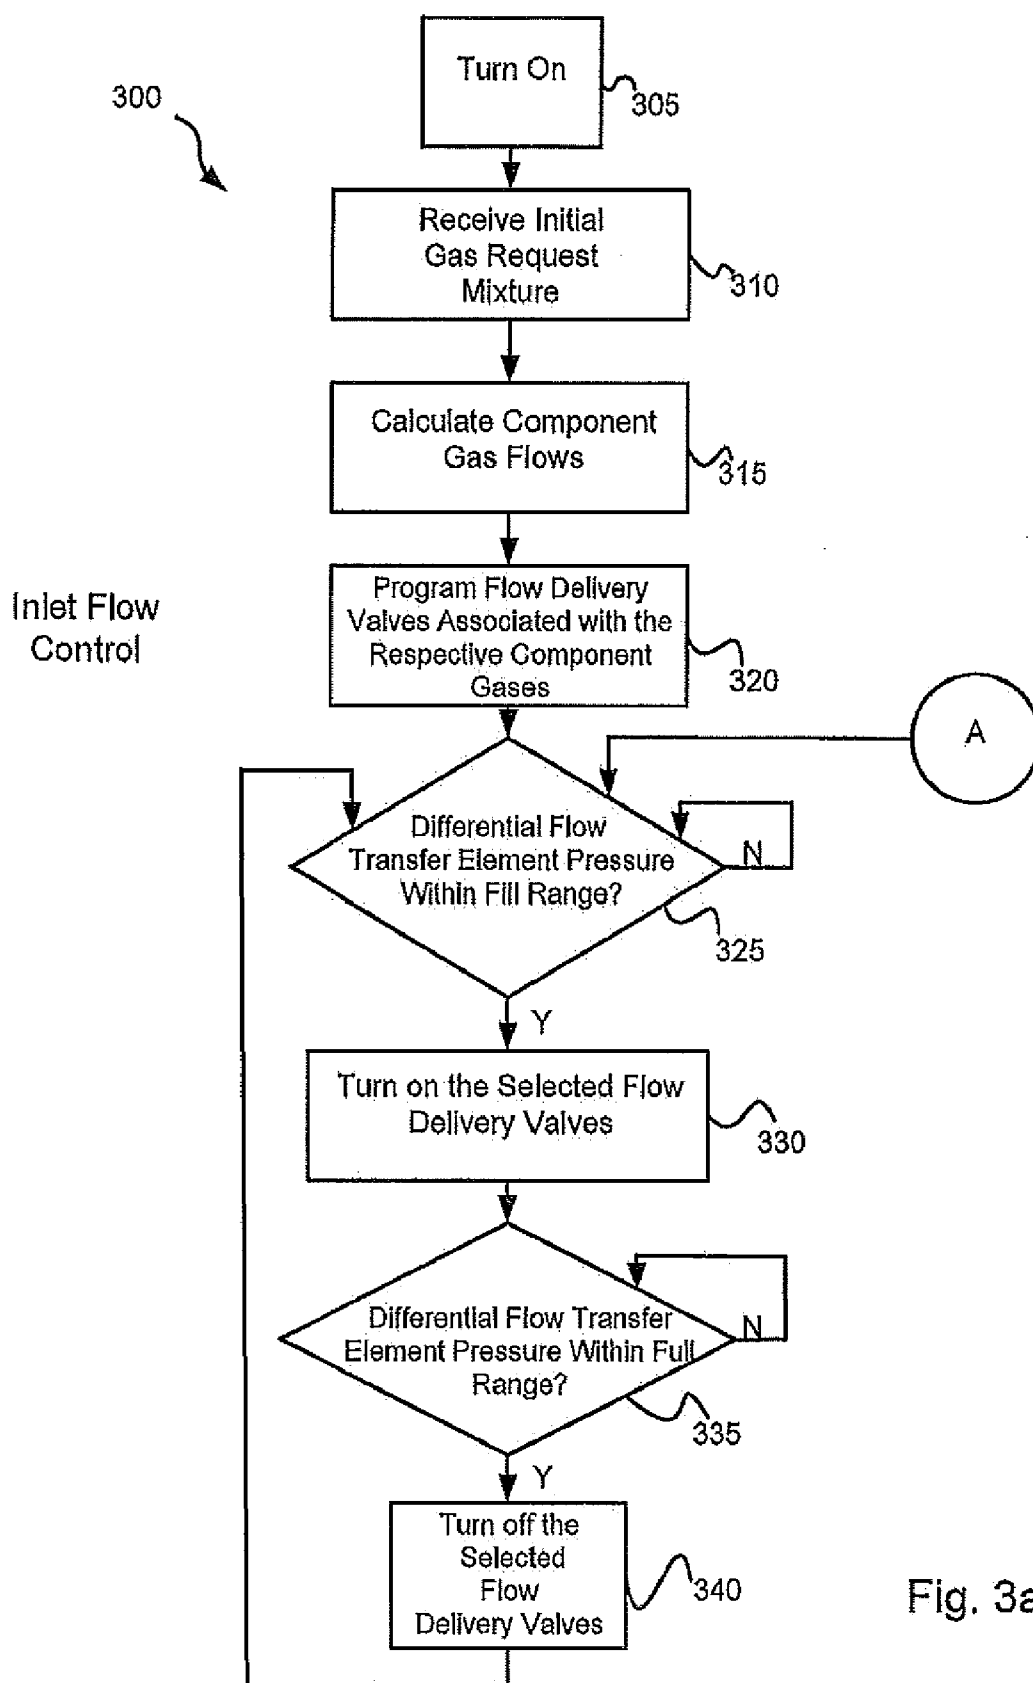 Turn On
305
300
Receive Initial
Gas Request
Mixture
310
Calculate Component
Gas Flows
315
Inlet Flow
Control
Program Flow Delivery
Valves Associated with the
Respective Component
Gases
320
A
Differential Flow
Transfer Element Pressure
Within Fill Range?
N
325
Y
Turn on the Selected Flow
Delivery Valves
330
Differential Flow Transfer
Element Pressure Within Full
Range?
N
335
Y
Turn off the
Selected
Flow
Delivery Valves
340
Fig. 3a